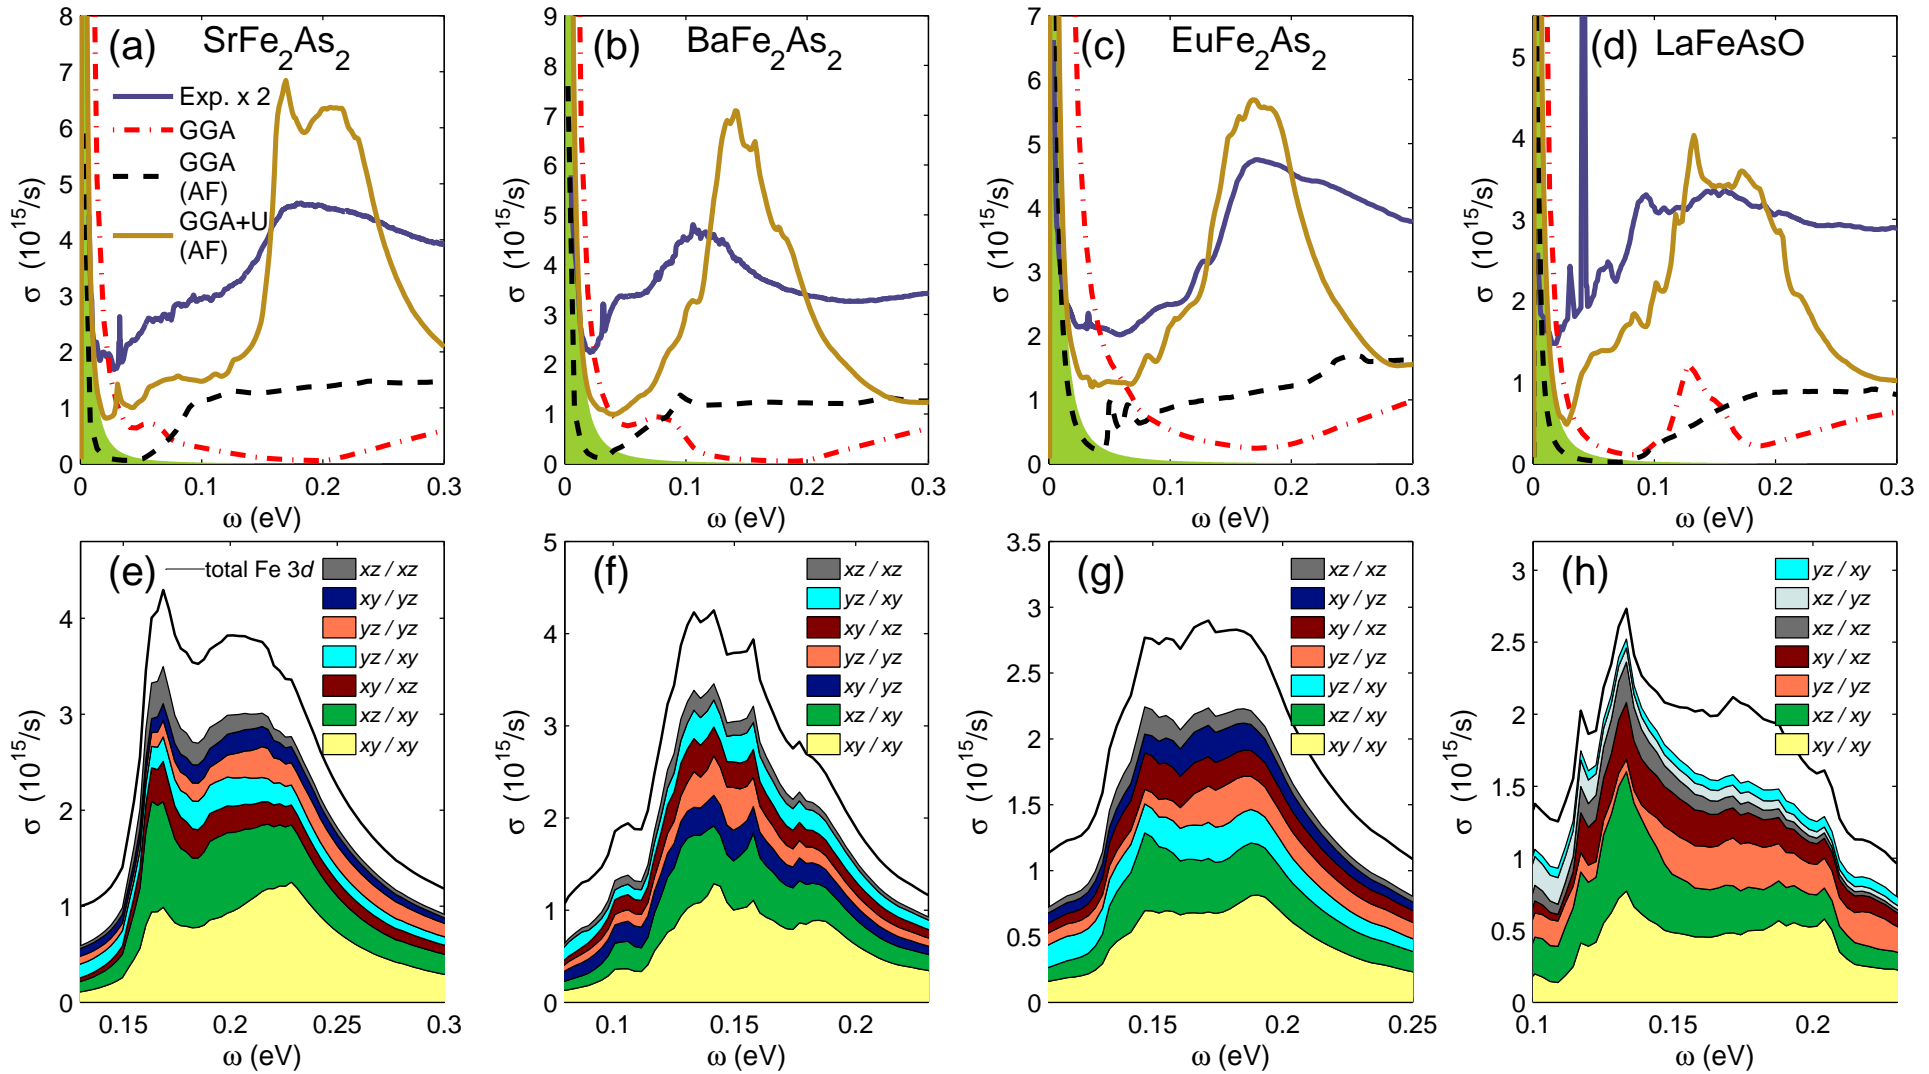 (a) SrFe2As2
Exp. x 2
GGA
GGA
(AF)
GGA+U
(AF)
8
7
6
5
4
3
2
1
0
σ (10^15/s)
0 0.1 0.2 0.3
ω (eV)
(b) BaFe2As2
9
8
7
6
5
4
3
2
1
0
σ (10^15/s)
0 0.1 0.2 0.3
ω (eV)
(c) EuFe2As2
7
6
5
4
3
2
1
0
σ (10^15/s)
0 0.1 0.2 0.3
ω (eV)
(d) LaFeAsO
5
4
3
2
1
0
σ (10^15/s)
0 0.1 0.2 0.3
ω (eV)
(e) total Fe 3d
xz / xz
xy / yz
yz / yz
yz / xy
xy / xz
xz / xy
xy / xy
4
3
2
1
0
σ (10^15/s)
0.15 0.2 0.25 0.3
ω (eV)
(f)
xz / xz
yz / xy
xy / xz
yz / yz
xy / yz
xz / xy
xy / xy
5
4
3
2
1
0
σ (10^15/s)
0.1 0.15 0.2
ω (eV)
(g)
xz / xz
xy / yz
xy / xz
yz / yz
yz / xy
xz / xy
xy / xy
3.5
3
2.5
2
1.5
1
0.5
0
σ (10^15/s)
0.15 0.2 0.25
ω (eV)
(h)
yz / xy
xz / yz
xz / xz
xy / xz
yz / yz
xz / xy
xy / xy
3
2.5
2
1.5
1
0.5
0
σ (10^15/s)
0.1 0.15 0.2
ω (eV)